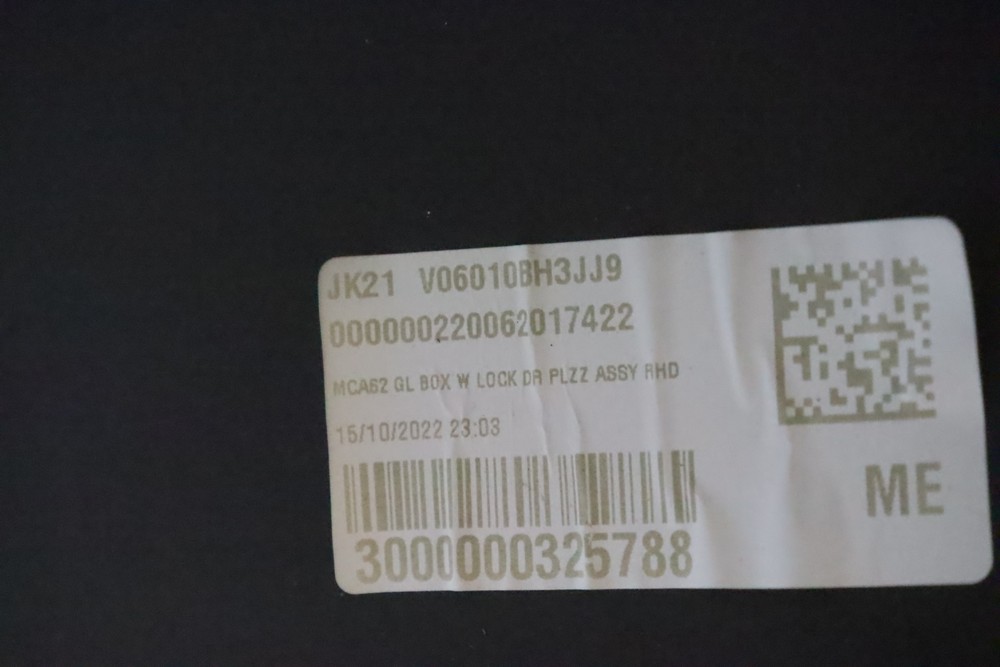 JK21 V06010BH3JJ9
000000220062017422
MCA62 GL BOX W LOCK DR PLZZ ASSY RHD
15/10/2022 23:03
ME
3000000325788